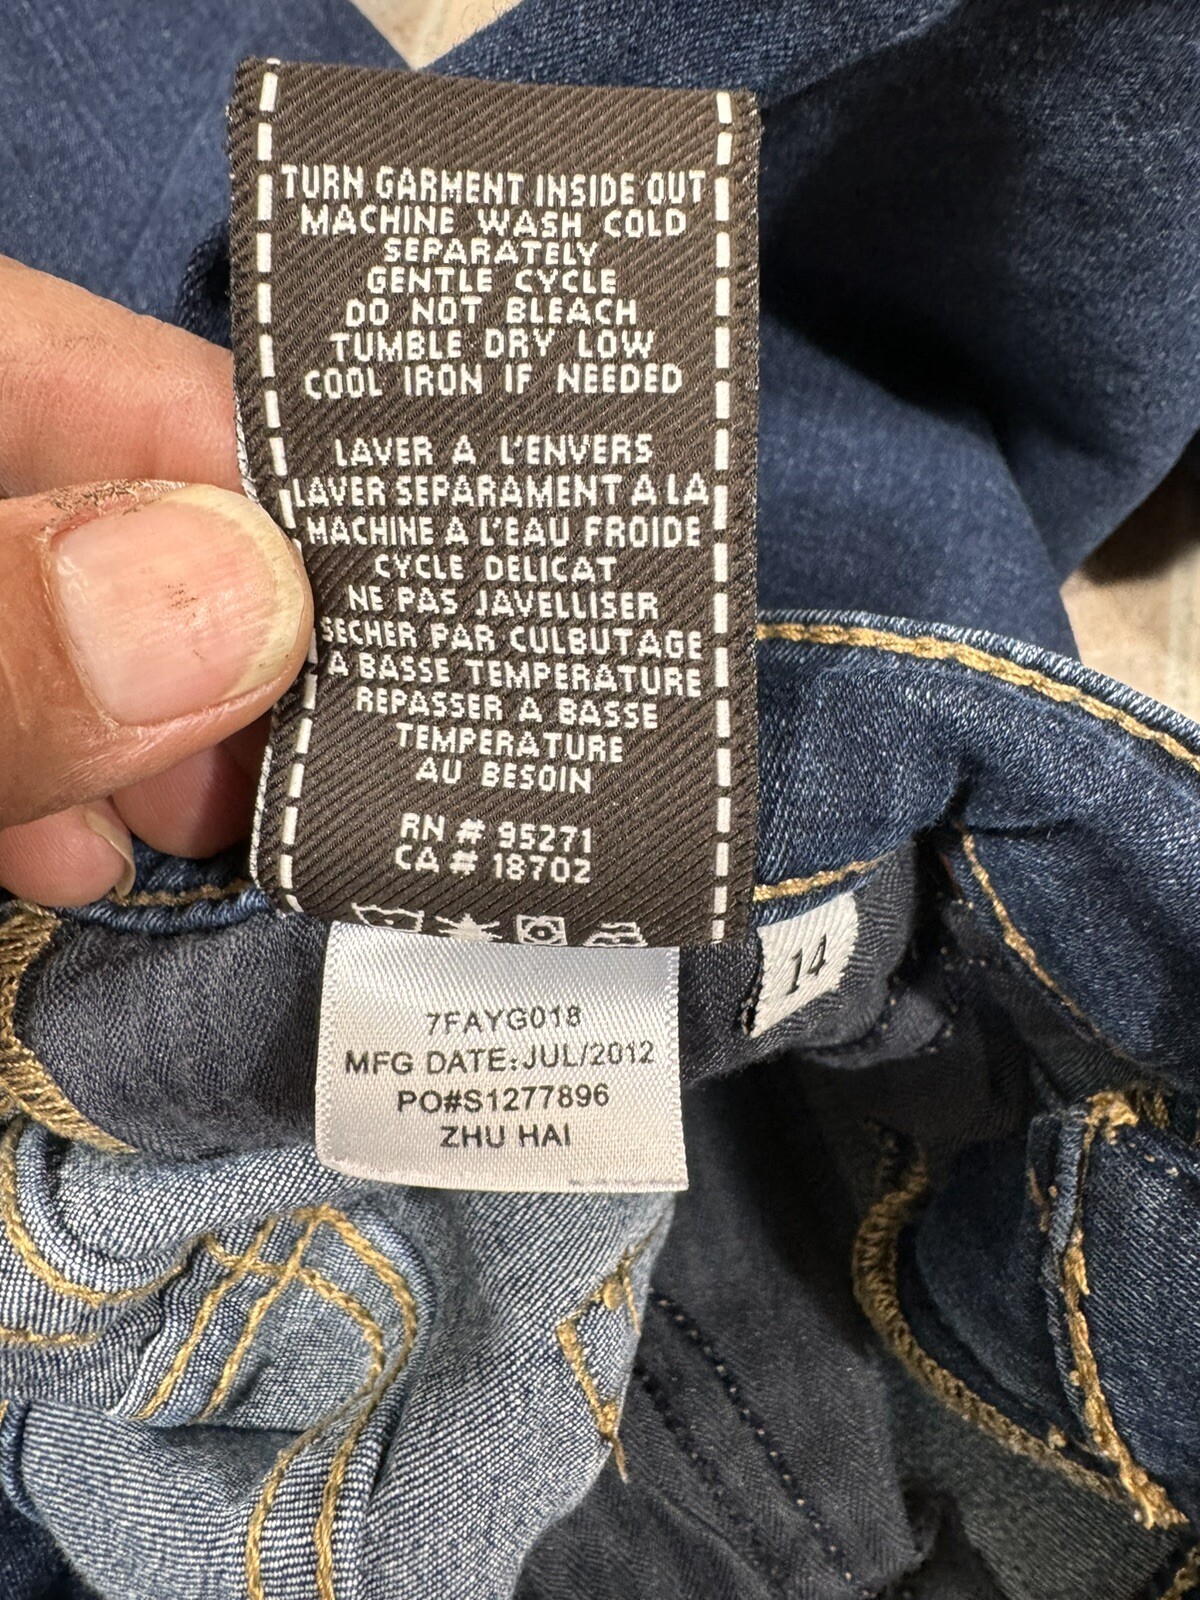 TURN GARMENT INSIDE OUT
MACHINE WASH COLD
SEPARATELY
GENTLE CYCLE
DO NOT BLEACH
TUMBLE DRY LOW
COOL IRON IF NEEDED
LAVER A L'ENVERS
LAVER SEPARAMENT A LA
MACHINE A L'EAU FROIDE
CYCLE DELICAT
NE PAS JAVELLISER
SECHER PAR CULBUTAGE
A BASSE TEMPERATURE
REPASSER A BASSE
TEMPERATURE
AU BESOIN
RN # 95271
CA # 18702
14
7FAYG018
MFG DATE:JUL/2012
PO#S1277896
ZHU HAI